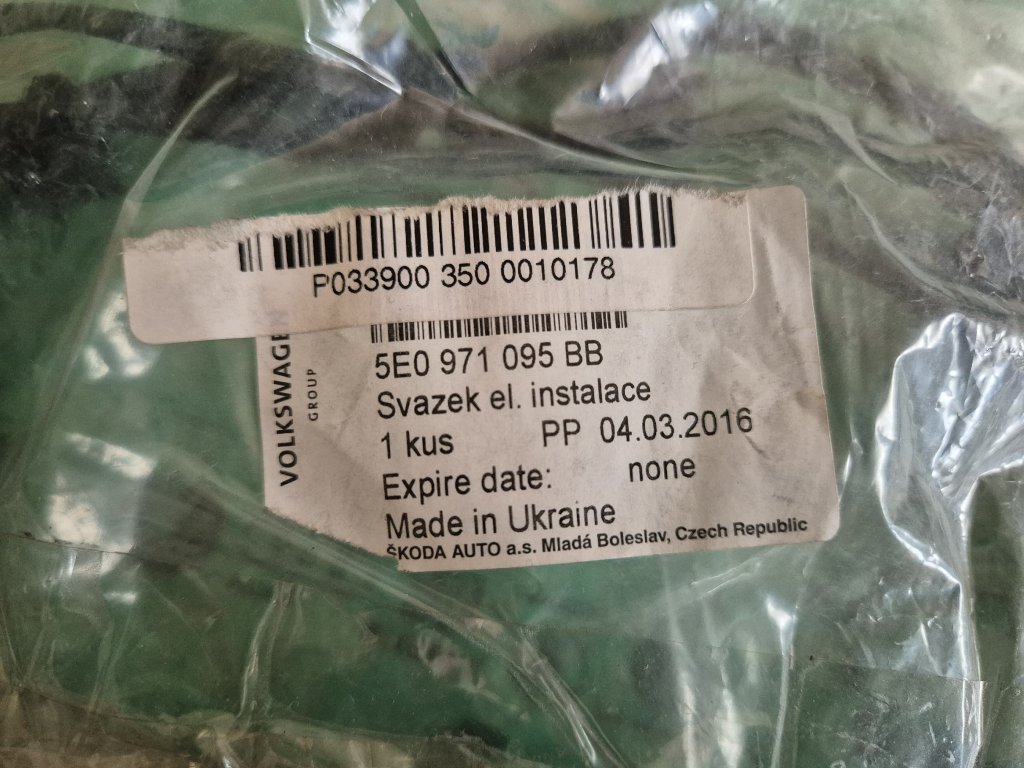 P033900 350 0010178
VOLKSWAGEN
GROUP
5E0 971 095 BB
Svazek el. instalace
1 kus PP 04.03.2016
Expire date: none
Made in Ukraine
ŠKODA AUTO a.s. Mladá Boleslav, Czech Republic